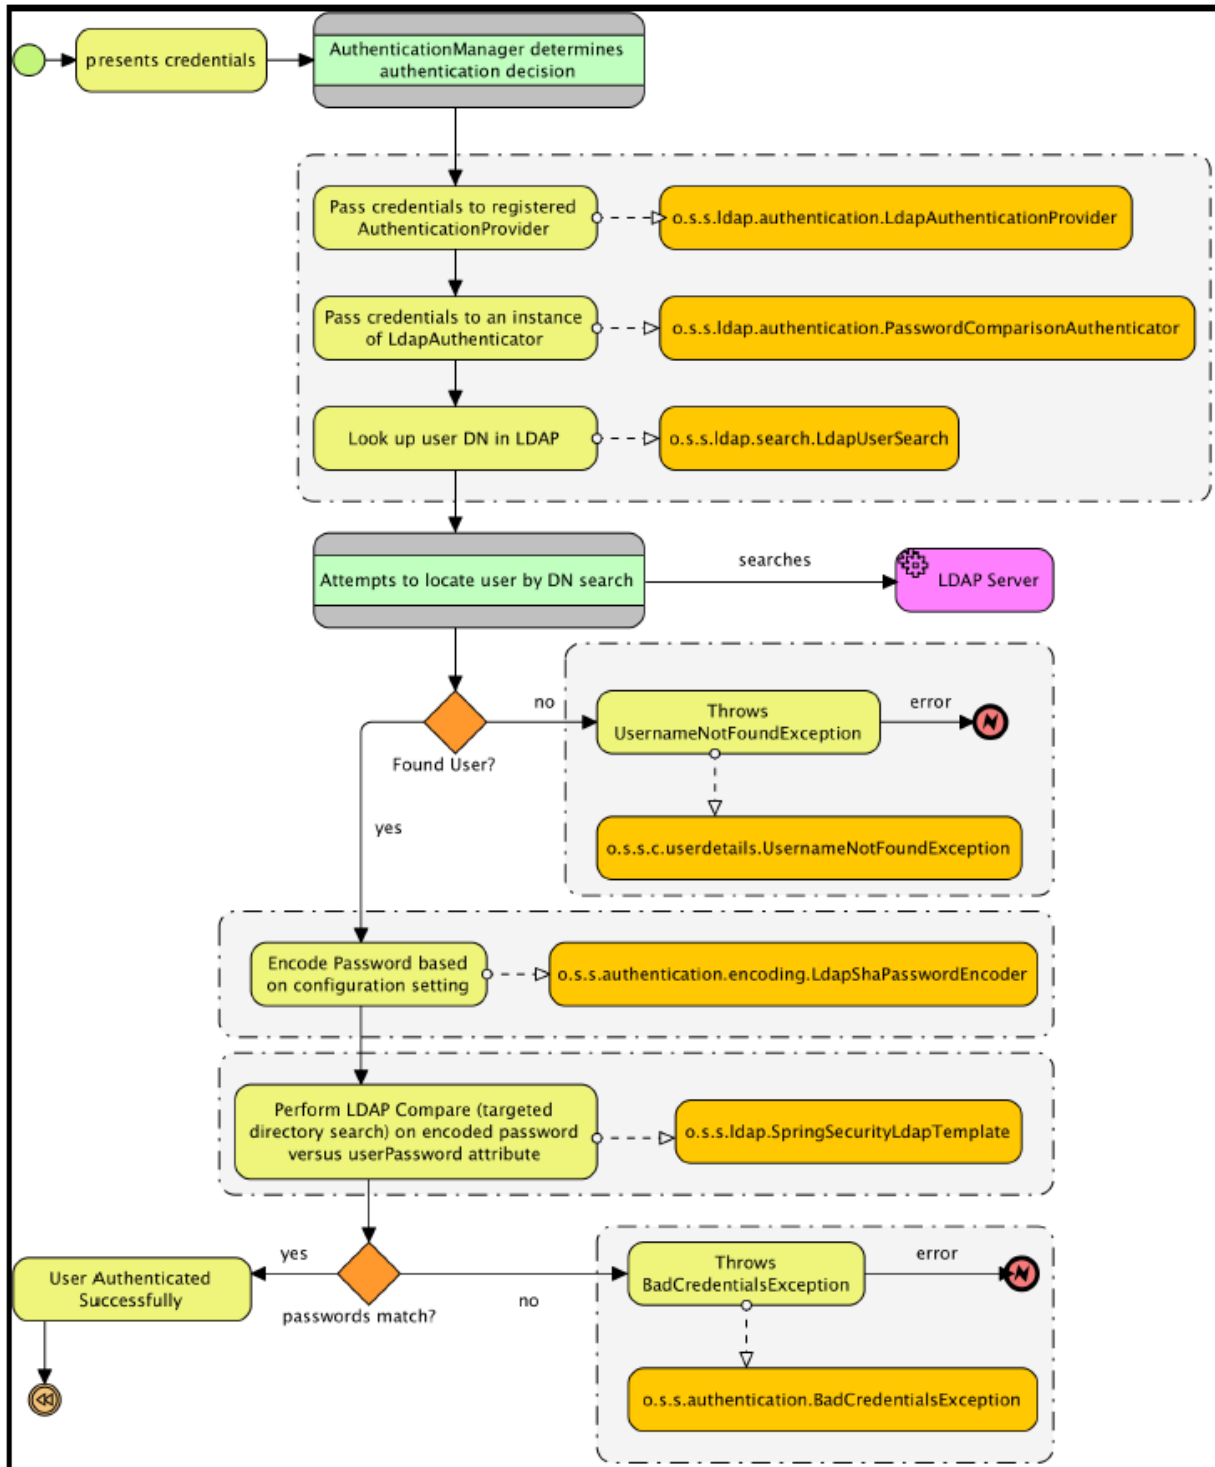 presents credentials
AuthenticationManager determines
authentication decision
Pass credentials to registered
AuthenticationProvider
o.s.s.ldap.authentication.LdapAuthenticationProvider
Pass credentials to an instance
of LdapAuthenticator
o.s.s.ldap.authentication.PasswordComparisonAuthenticator
Look up user DN in LDAP
o.s.s.ldap.search.LdapUserSearch
Attempts to locate user by DN search
searches
LDAP Server
Found User?
no
Throws
UsernameNotFoundException
error
o.s.s.c.userdetails.UsernameNotFoundException
yes
Encode Password based
on configuration setting
o.s.s.authentication.encoding.LdapShaPasswordEncoder
Perform LDAP Compare (targeted
directory search) on encoded password
versus userPassword attribute
o.s.s.ldap.SpringSecurityLdapTemplate
passwords match?
yes
User Authenticated
Successfully
no
Throws
BadCredentialsException
error
o.s.s.authentication.BadCredentialsException